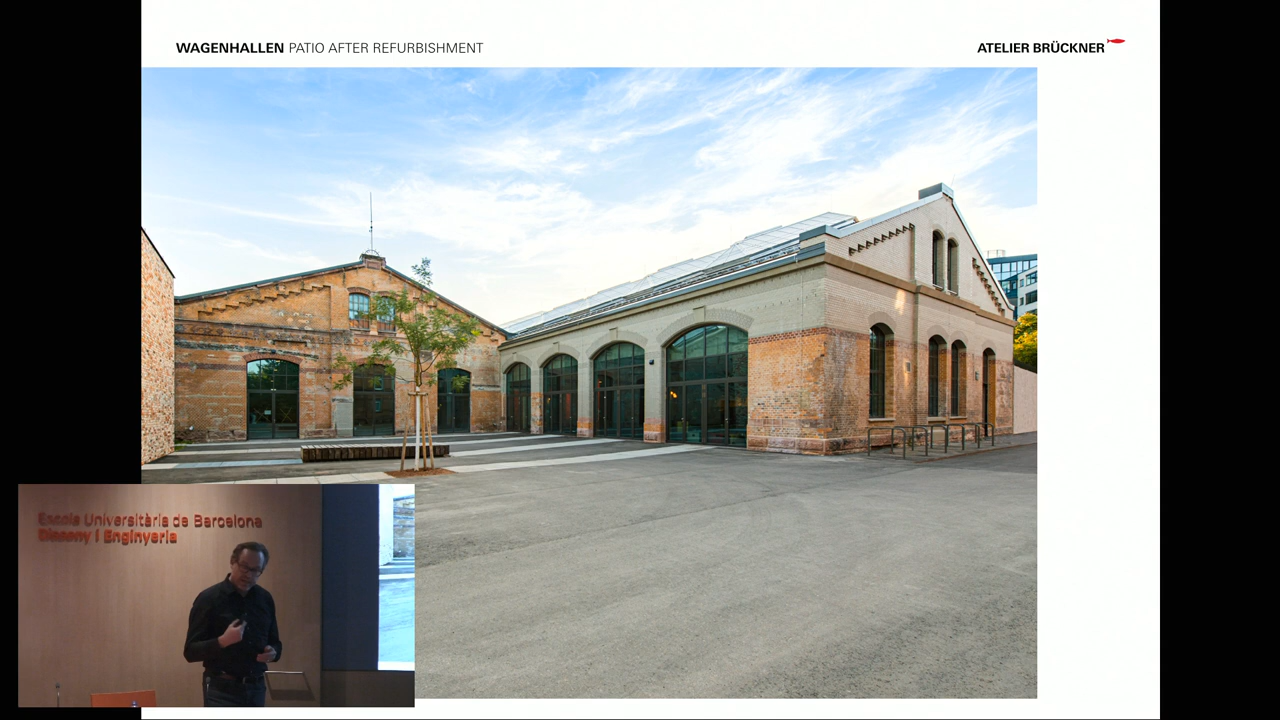 WAGENHALLEN PATIO AFTER REFURBISHMENT
ATELIER BRÜCKNER
Escola Universitària de Barcelona
Disseny i Enginyeria